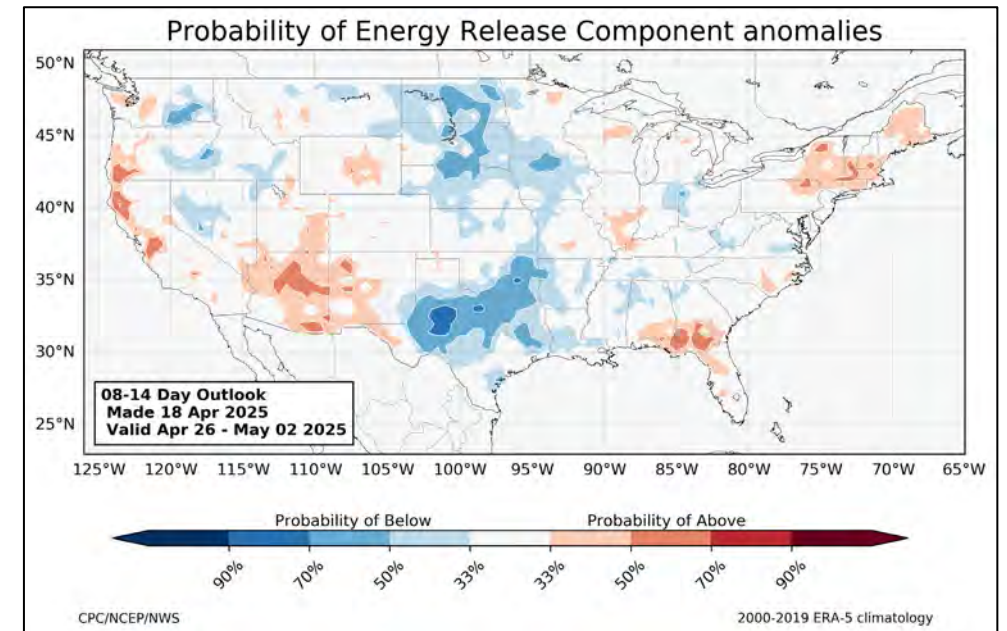 Probability of Energy Release Component anomalies
50°N
45°N
40°N
35°N
30°N
25°N
08-14 Day Outlook
Made 18 Apr 2025
Valid Apr 26 - May 02 2025
125°W 120°W 115°W 110°W 105°W 100°W 95°W 90°W 85°W 80°W 75°W 70°W 65°W
Probability of Below Probability of Above
90% 70% 50% 33% 33% 50% 70% 90%
CPC/NCEP/NWS 2000-2019 ERA-5 climatology